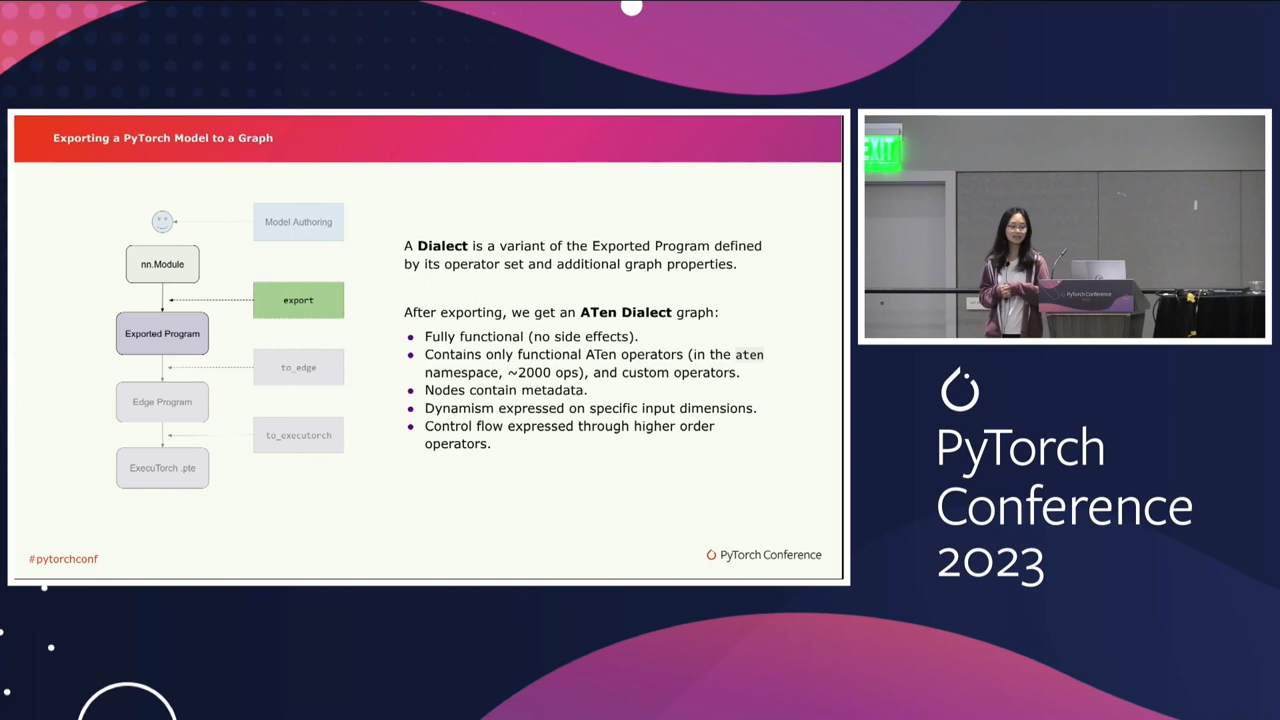 Exporting a PyTorch Model to a Graph
Model Authoring
nn.Module
export
Exported Program
to_edge
Edge Program
to_executorch
ExecuTorch .pte
A Dialect is a variant of the Exported Program defined
by its operator set and additional graph properties.
After exporting, we get an ATen Dialect graph:
● Fully functional (no side effects).
● Contains only functional ATen operators (in the aten
namespace, ~2000 ops), and custom operators.
● Nodes contain metadata.
● Dynamism expressed on specific input dimensions.
● Control flow expressed through higher order
operators.
#pytorchconf
PyTorch Conference
EXIT
PyTorch Conference
PyTorch
Conference
2023